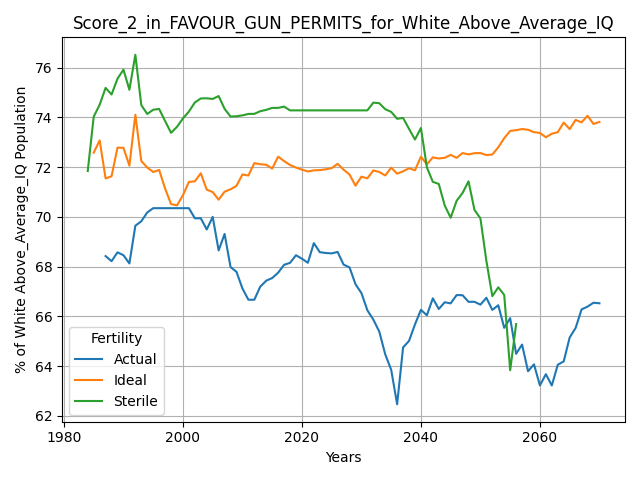 Score_2_in_FAVOUR_GUN_PERMITS_for_White_Above_Average_IQ
% of White Above_Average_IQ Population
76
74
72
70
68
66
64
62
Fertility
Actual
Ideal
Sterile
1980
2000
2020
2040
2060
Years